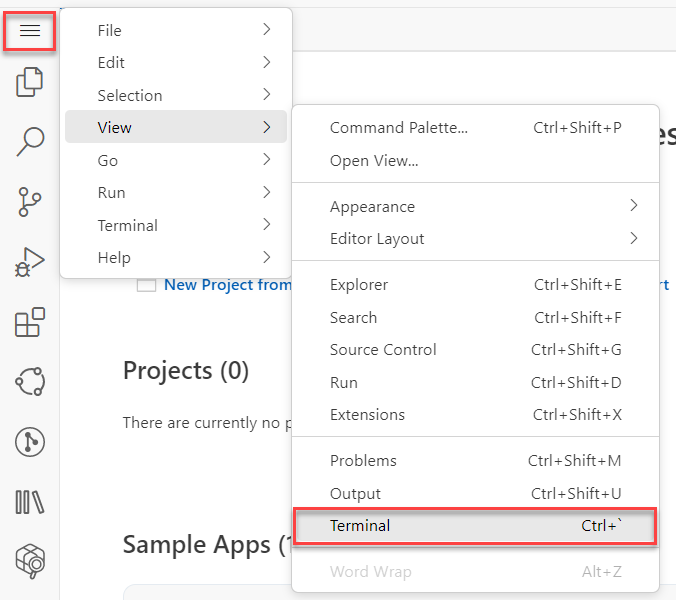 File
Edit
Selection
View
Go
Run
Terminal
Help
Command Palette... Ctrl+Shift+P
Open View...
Appearance
Editor Layout
Explorer Ctrl+Shift+E
Search Ctrl+Shift+F
Source Control Ctrl+Shift+G
Run Ctrl+Shift+D
Extensions Ctrl+Shift+X
Problems Ctrl+Shift+M
Output Ctrl+Shift+U
Terminal Ctrl+`
Word Wrap Alt+Z
New Project from
Projects (0)
There are currently no
Sample Apps (